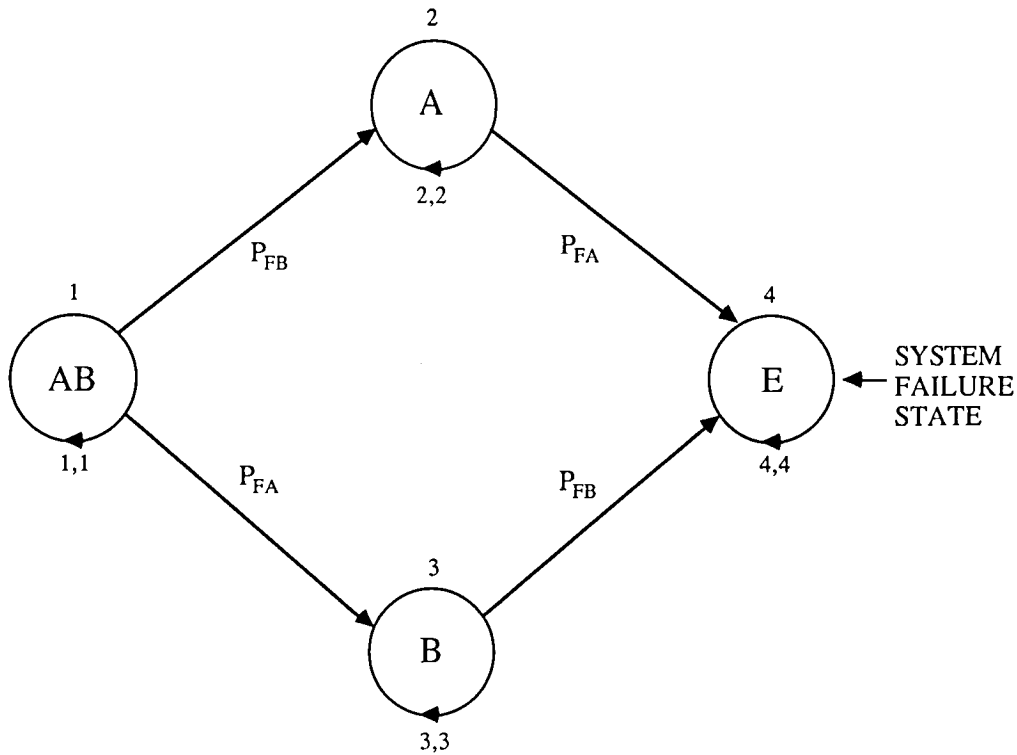 2
A
2,2
P_FB
P_FA
1
AB
1,1
4
E
4,4
SYSTEM
FAILURE
STATE
P_FA
P_FB
3
B
3,3